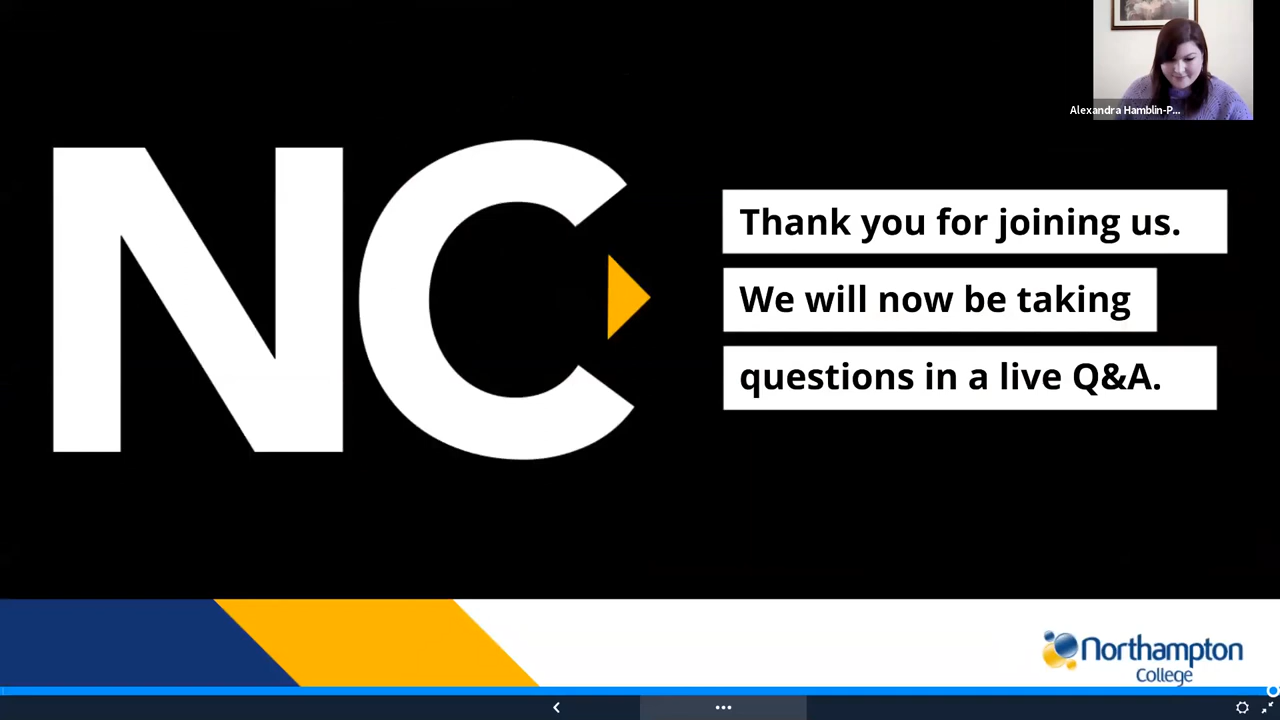 Alexandra Hamblin-P...
NC
Thank you for joining us.
We will now be taking
questions in a live Q&A.
Northampton
College